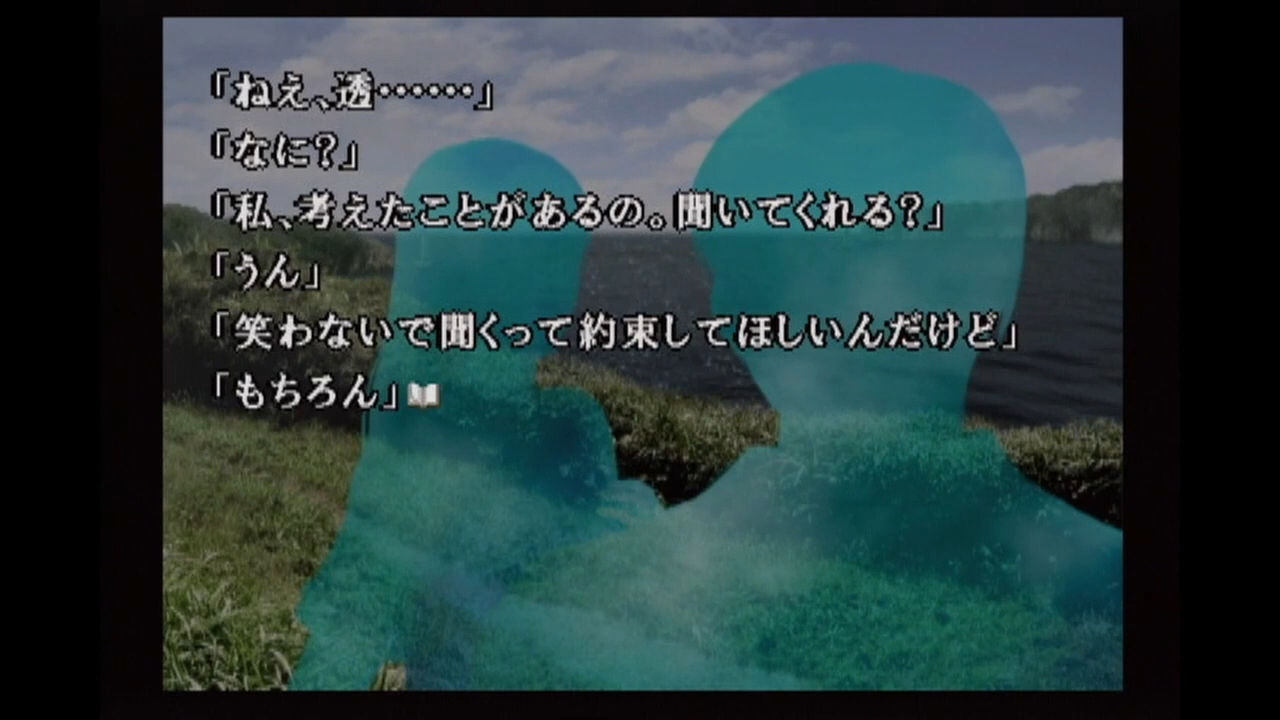 「ねえ、透‥‥‥」
「なに？」
「私、考えたことがあるの。聞いてくれる？」
「うん」
「笑わないで聞くって約束してほしいんだけど」
「もちろん」